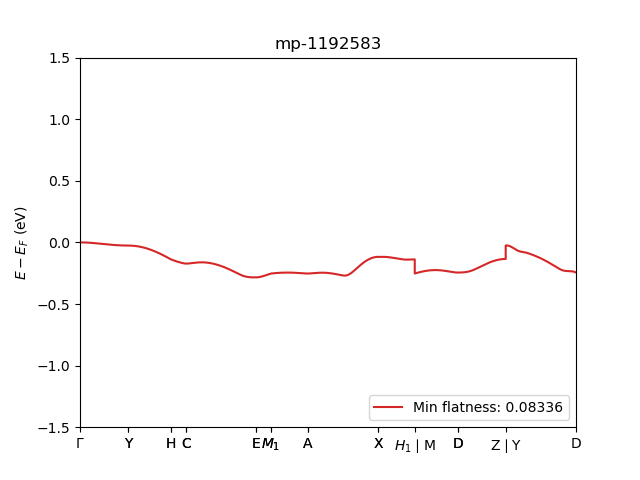 mp-1192583
1.5
1.0
0.5
0.0
−0.5
−1.0
−1.5
E − E_F (eV)
Min flatness: 0.08336
Γ Y H C E M₁ A X H₁ | M D Z | Y D